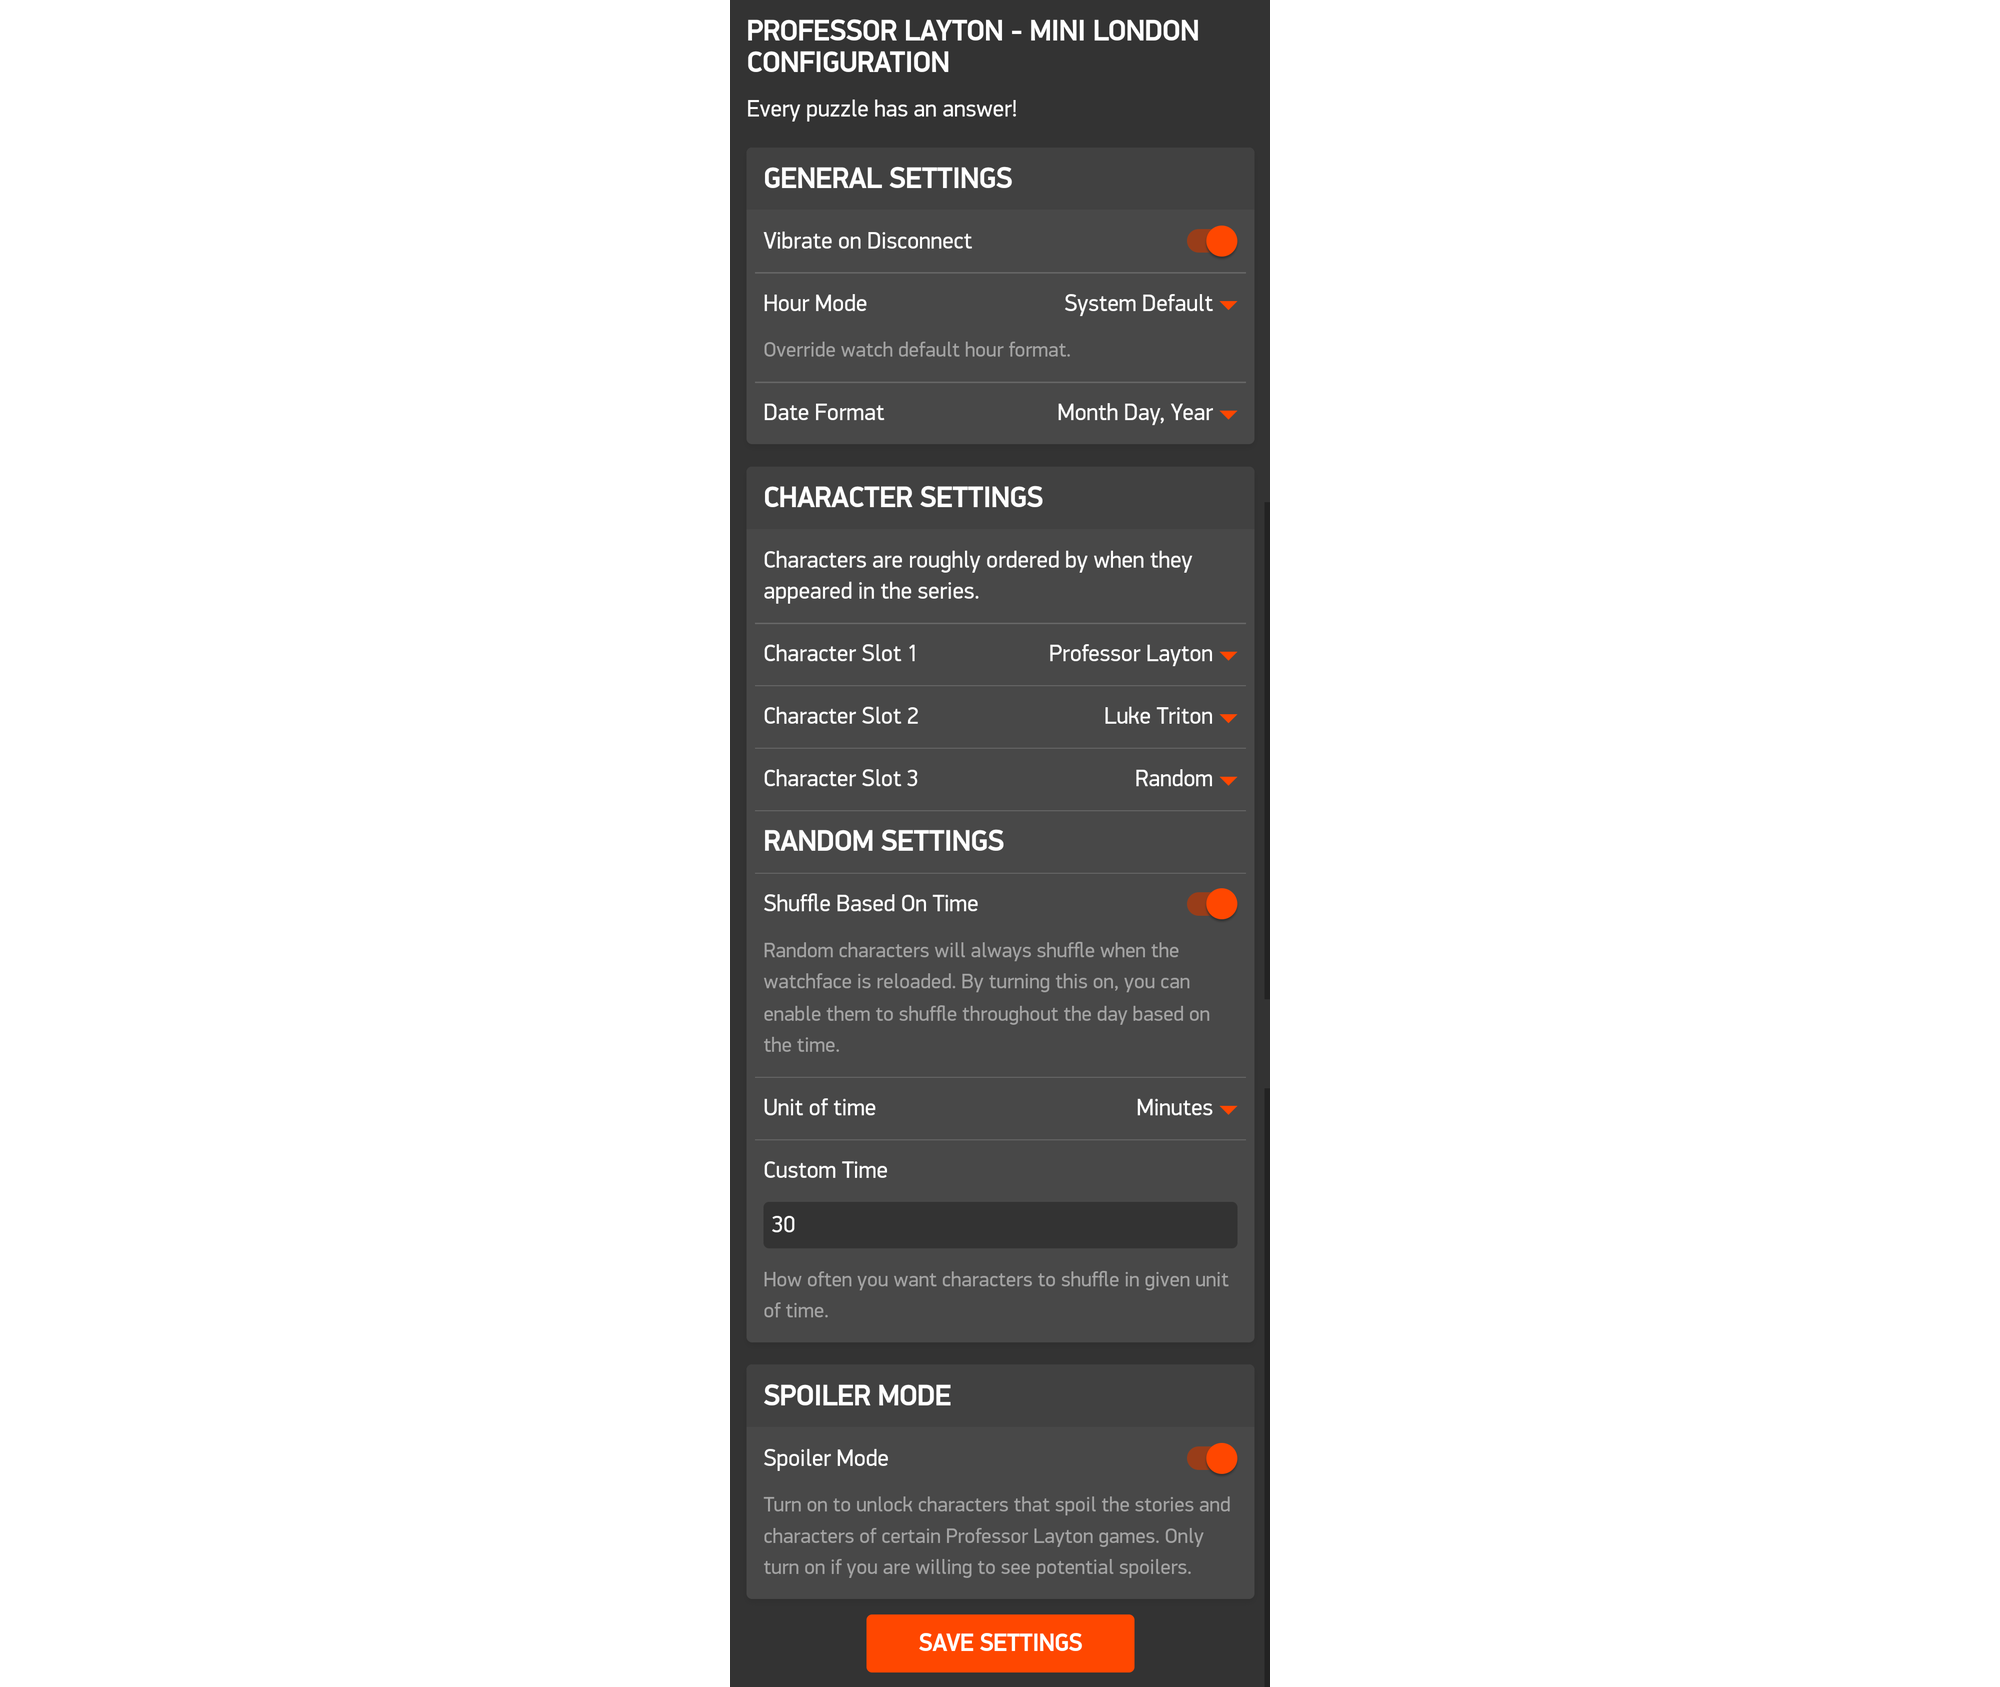 PROFESSOR LAYTON - MINI LONDON
CONFIGURATION
Every puzzle has an answer!
GENERAL SETTINGS
Vibrate on Disconnect
Hour Mode System Default
Override watch default hour format.
Date Format Month Day, Year
CHARACTER SETTINGS
Characters are roughly ordered by when they
appeared in the series.
Character Slot 1 Professor Layton
Character Slot 2 Luke Triton
Character Slot 3 Random
RANDOM SETTINGS
Shuffle Based On Time
Random characters will always shuffle when the
watchface is reloaded. By turning this on, you can
enable them to shuffle throughout the day based on
the time.
Unit of time Minutes
Custom Time
30
How often you want characters to shuffle in given unit
of time.
SPOILER MODE
Spoiler Mode
Turn on to unlock characters that spoil the stories and
characters of certain Professor Layton games. Only
turn on if you are willing to see potential spoilers.
SAVE SETTINGS